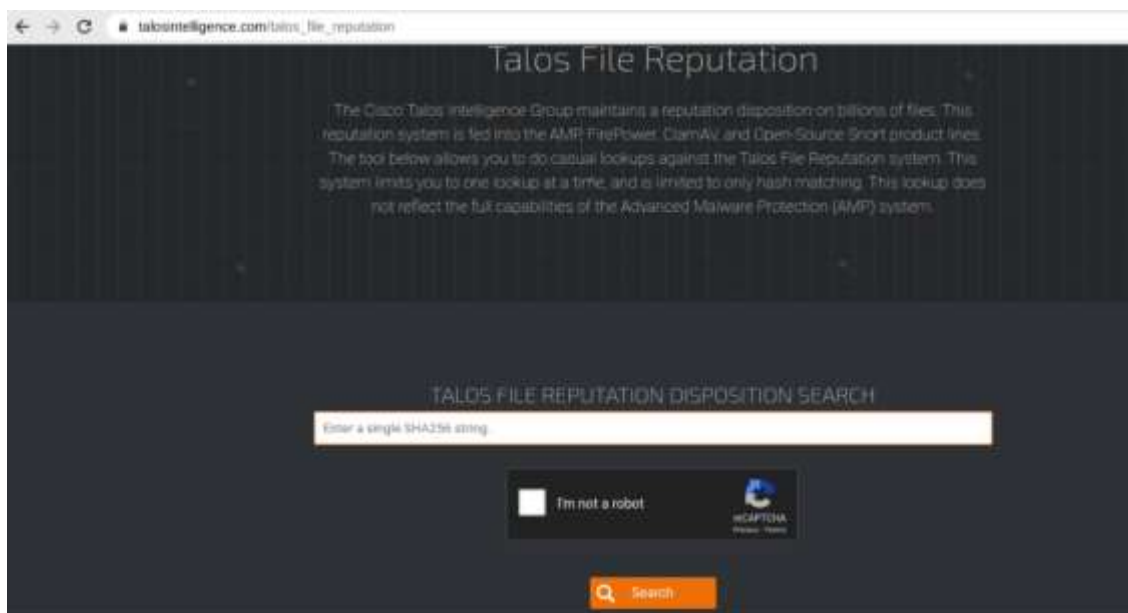 talosintelligence.com/talos_file_reputation
Talos File Reputation
The Cisco Talos Intelligence Group maintains a reputation disposition on billions of files. This
reputation system is fed into the AMP, FirePower, ClamAV, and Open-Source Snort product lines.
The tool below allows you to do casual lookups against the Talos File Reputation system. This
system limits you to one lookup at a time, and is limited to only hash matching. This lookup does
not reflect the full capabilities of the Advanced Malware Protection (AMP) system.
TALOS FILE REPUTATION DISPOSITION SEARCH
Enter a single SHA256 string.
I'm not a robot
reCAPTCHA
Privacy - Terms
Search